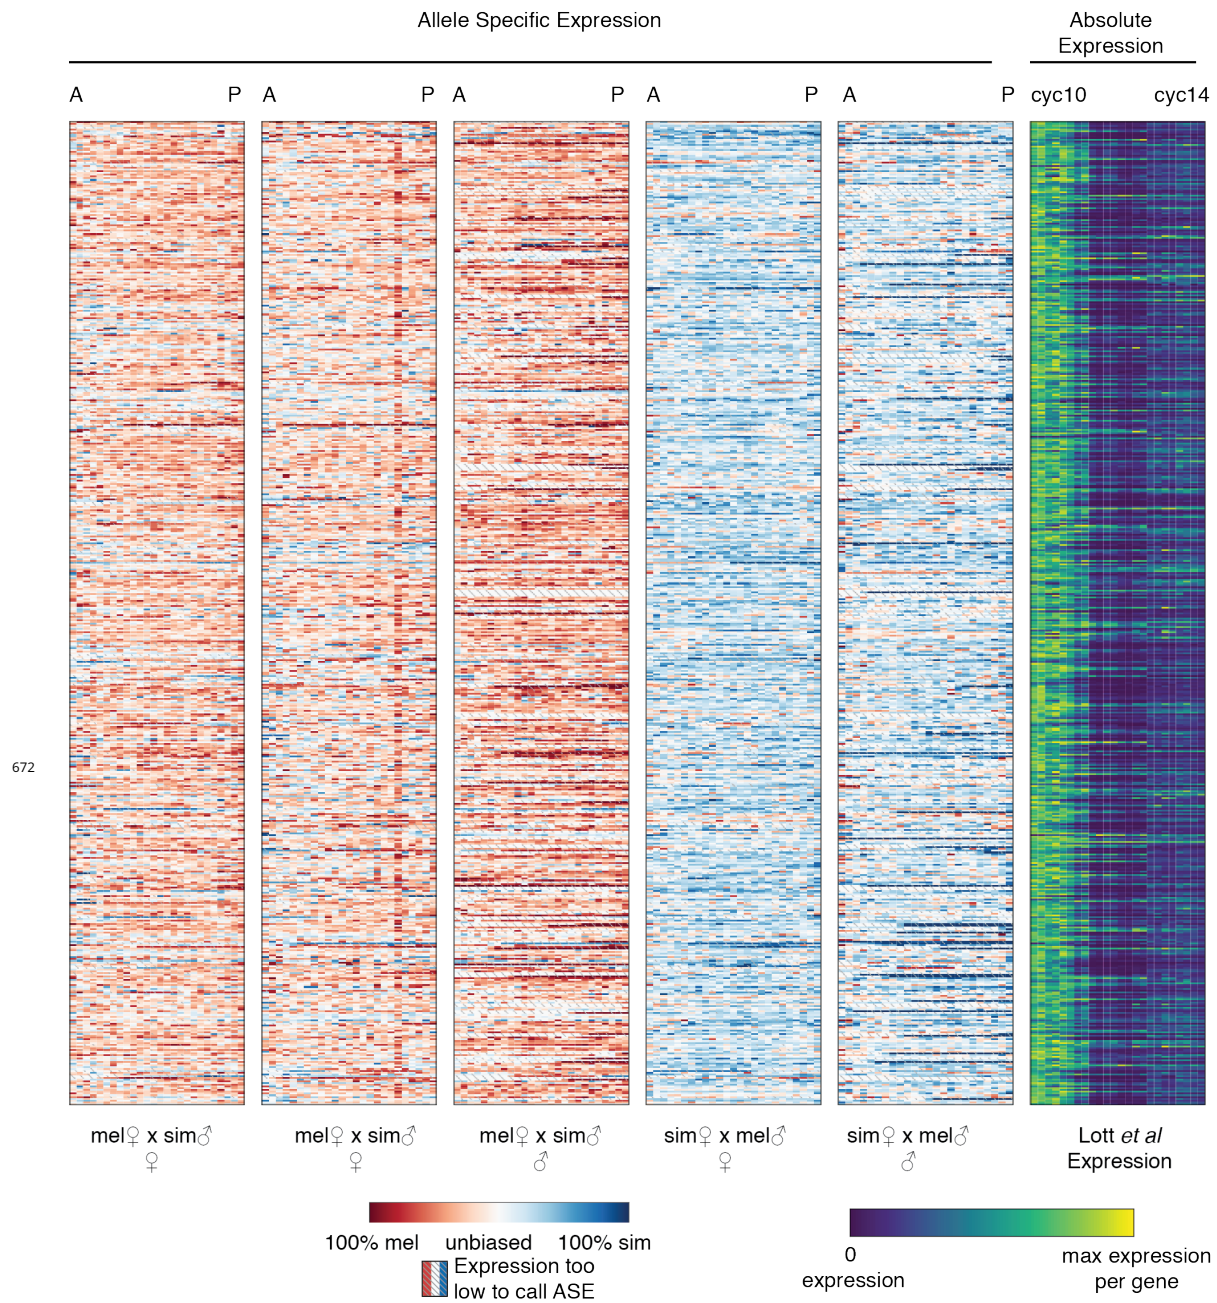 Allele Specific Expression
Absolute
Expression
A P A P A P A P A P cyc10 cyc14
672
mel♀ x sim♂
♀
mel♀ x sim♂
♀
mel♀ x sim♂
♂
sim♀ x mel♂
♀
sim♀ x mel♂
♂
Lott et al
Expression
100% mel unbiased 100% sim
Expression too
low to call ASE
0
expression
max expression
per gene